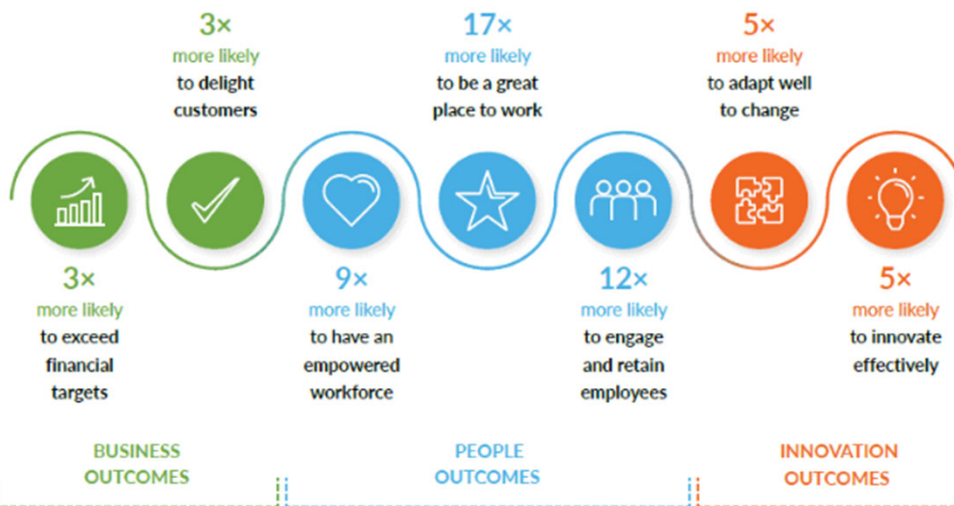 3×
more likely
to delight
customers
17×
more likely
to be a great
place to work
5×
more likely
to adapt well
to change
3×
more likely
to exceed
financial
targets
9×
more likely
to have an
empowered
workforce
12×
more likely
to engage
and retain
employees
5×
more likely
to innovate
effectively
BUSINESS
OUTCOMES
PEOPLE
OUTCOMES
INNOVATION
OUTCOMES